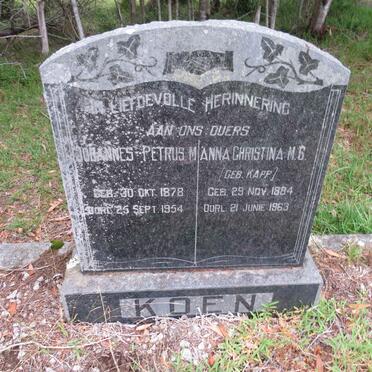 IN LIEFDEVOLLE HERINNERING
AAN ONS OUERS
JOHANNES PETRUS M. ANNA CHRISTINA M.G.
(GEB. KAPP)
GEB. 30 OKT. 1878 GEB. 29 NOV. 1884
OORL. 25 SEPT. 1954 OORL. 21 JUNIE 1963
KOEN